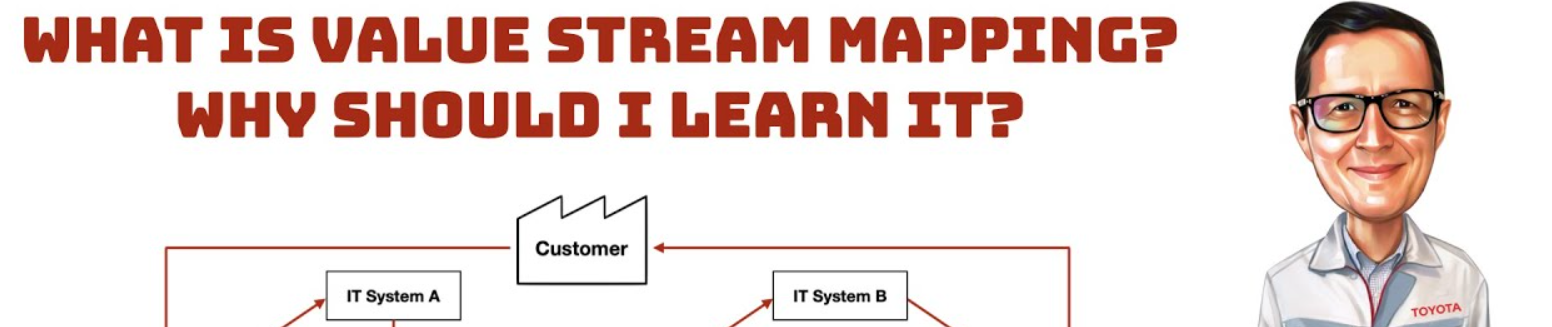 WHAT IS VALUE STREAM MAPPING?
WHY SHOULD I LEARN IT?
Customer
IT System A
IT System B
TOYOTA